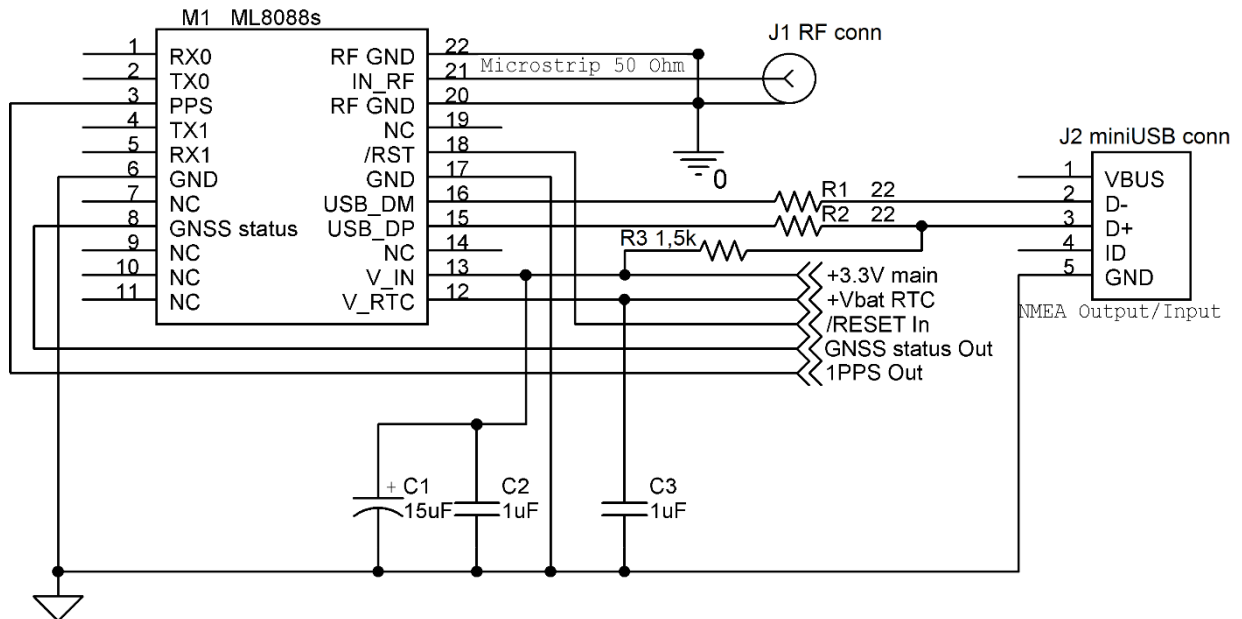 M1 ML8088s
J1 RF conn
1 RX0 RF GND 22
2 TX0 IN_RF 21 Microstrip 50 Ohm
3 PPS RF GND 20
4 TX1 NC 19
5 RX1 /RST 18
6 GND GND 17
7 NC USB_DM 16
8 GNSS status USB_DP 15
9 NC NC 14
10 NC V_IN 13
11 NC V_RTC 12
0
J2 miniUSB conn
1 VBUS
2 D-
3 D+
4 ID
5 GND
NMEA Output/Input
R1 22
R2 22
R3 1,5k
+3.3V main
+Vbat RTC
/RESET In
GNSS status Out
1PPS Out
+ C1
15uF
C2
1uF
C3
1uF